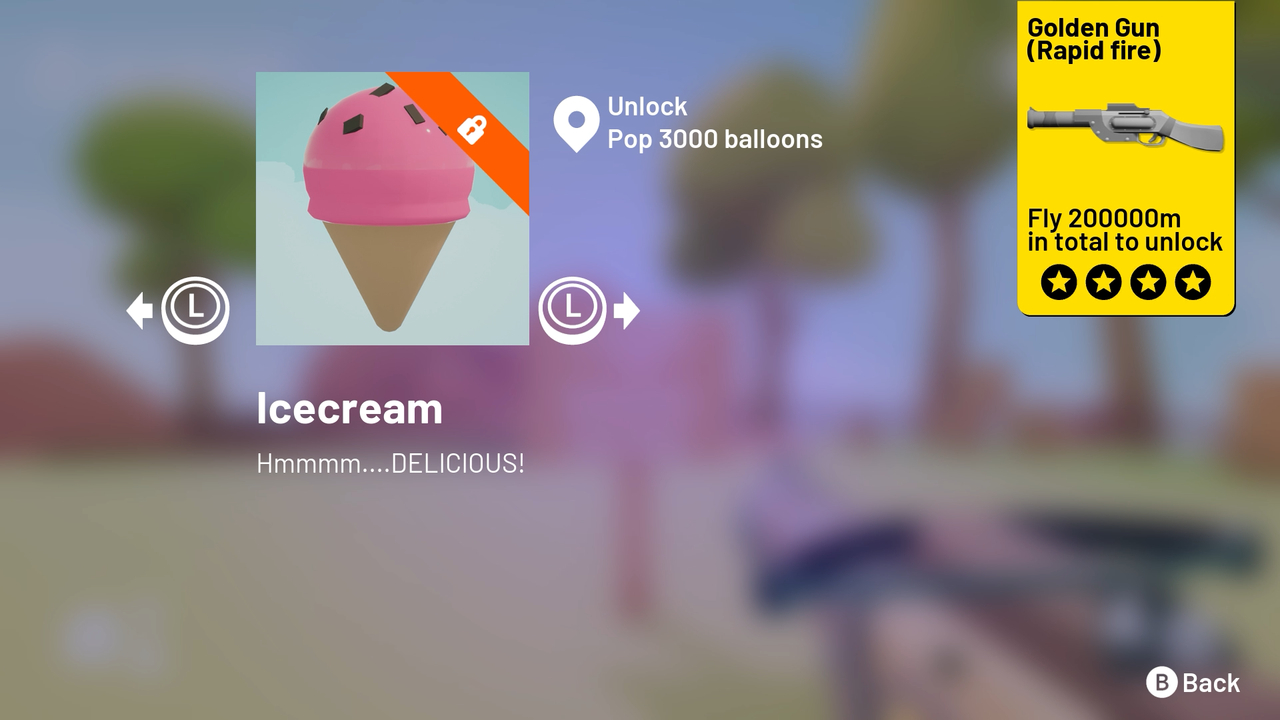 Golden Gun
(Rapid fire)
Unlock
Pop 3000 balloons
Fly 200000m
in total to unlock
L
L
Icecream
Hmmmm....DELICIOUS!
B Back